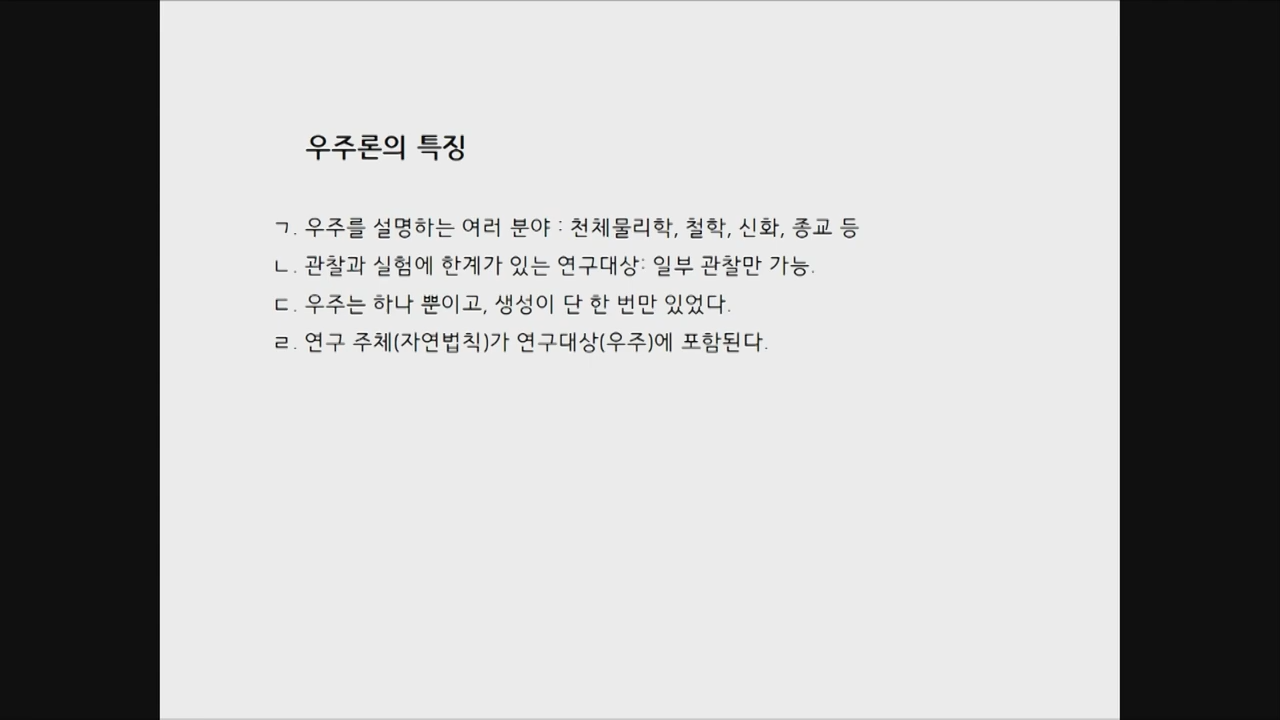 우주론의 특징
ㄱ. 우주를 설명하는 여러 분야 : 천체물리학, 철학, 신화, 종교 등
ㄴ. 관찰과 실험에 한계가 있는 연구대상: 일부 관찰만 가능.
ㄷ. 우주는 하나 뿐이고, 생성이 단 한 번만 있었다.
ㄹ. 연구 주체(자연법칙)가 연구대상(우주)에 포함된다.